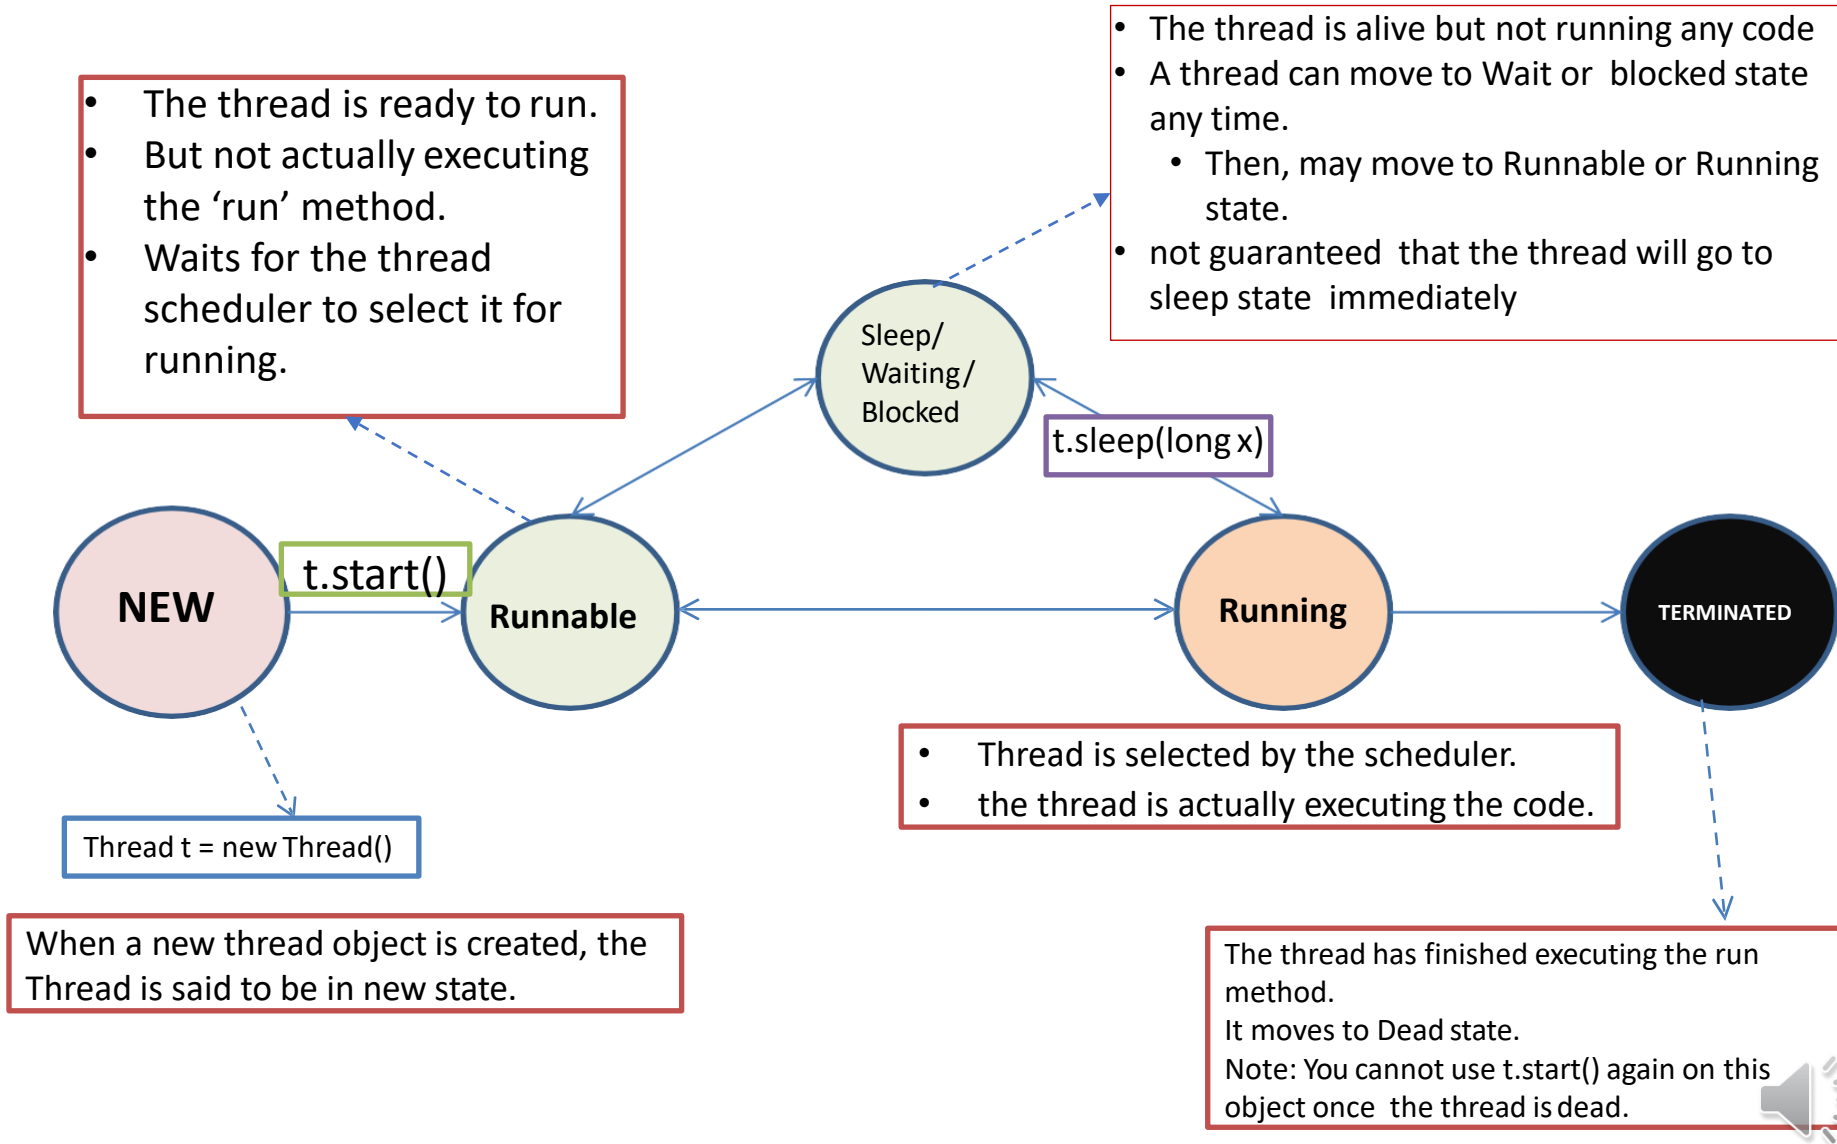 • The thread is ready to run.
• But not actually executing
the ‘run’ method.
• Waits for the thread
scheduler to select it for
running.
• The thread is alive but not running any code
• A thread can move to Wait or blocked state
any time.
• Then, may move to Runnable or Running
state.
• not guaranteed that the thread will go to
sleep state immediately
Sleep/
Waiting/
Blocked
t.sleep(long x)
NEW
t.start()
Runnable
Running
TERMINATED
• Thread is selected by the scheduler.
• the thread is actually executing the code.
Thread t = new Thread()
When a new thread object is created, the
Thread is said to be in new state.
The thread has finished executing the run
method.
It moves to Dead state.
Note: You cannot use t.start() again on this
object once the thread is dead.